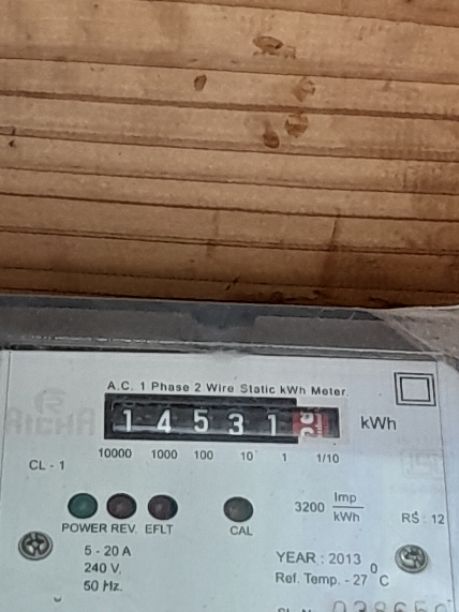 A.C. 1 Phase 2 Wire Static kWh Meter.
1 4 5 3 1 kWh
10000 1000 100 10 1 1/10
CL - 1
3200 Imp
kWh
RS : 12
POWER REV. EFLT CAL
5 - 20 A
240 V,
50 Hz.
YEAR : 2013
Ref. Temp. - 27 0 C